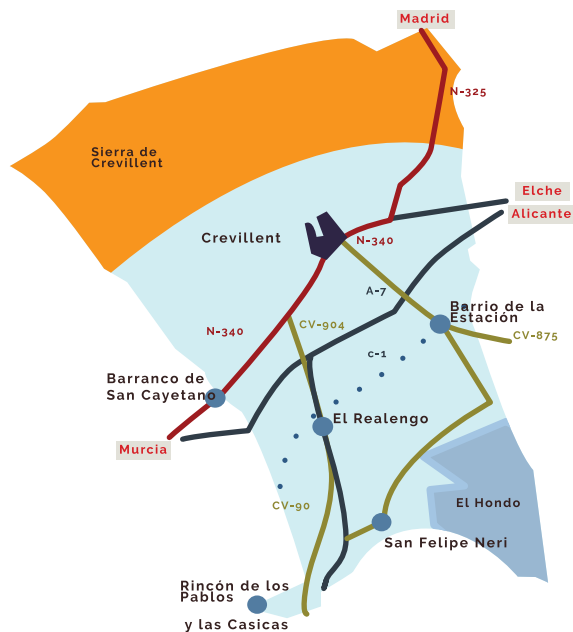 Madrid
N-325
Sierra de
Crevillent
Elche
Alicante
Crevillent
N-340
A-7
Barrio de la
Estación
N-340
CV-904
CV-875
c-1
Barranco de
San Cayetano
El Realengo
Murcia
CV-90
El Hondo
San Felipe Neri
Rincón de los
Pablos
y las Casicas